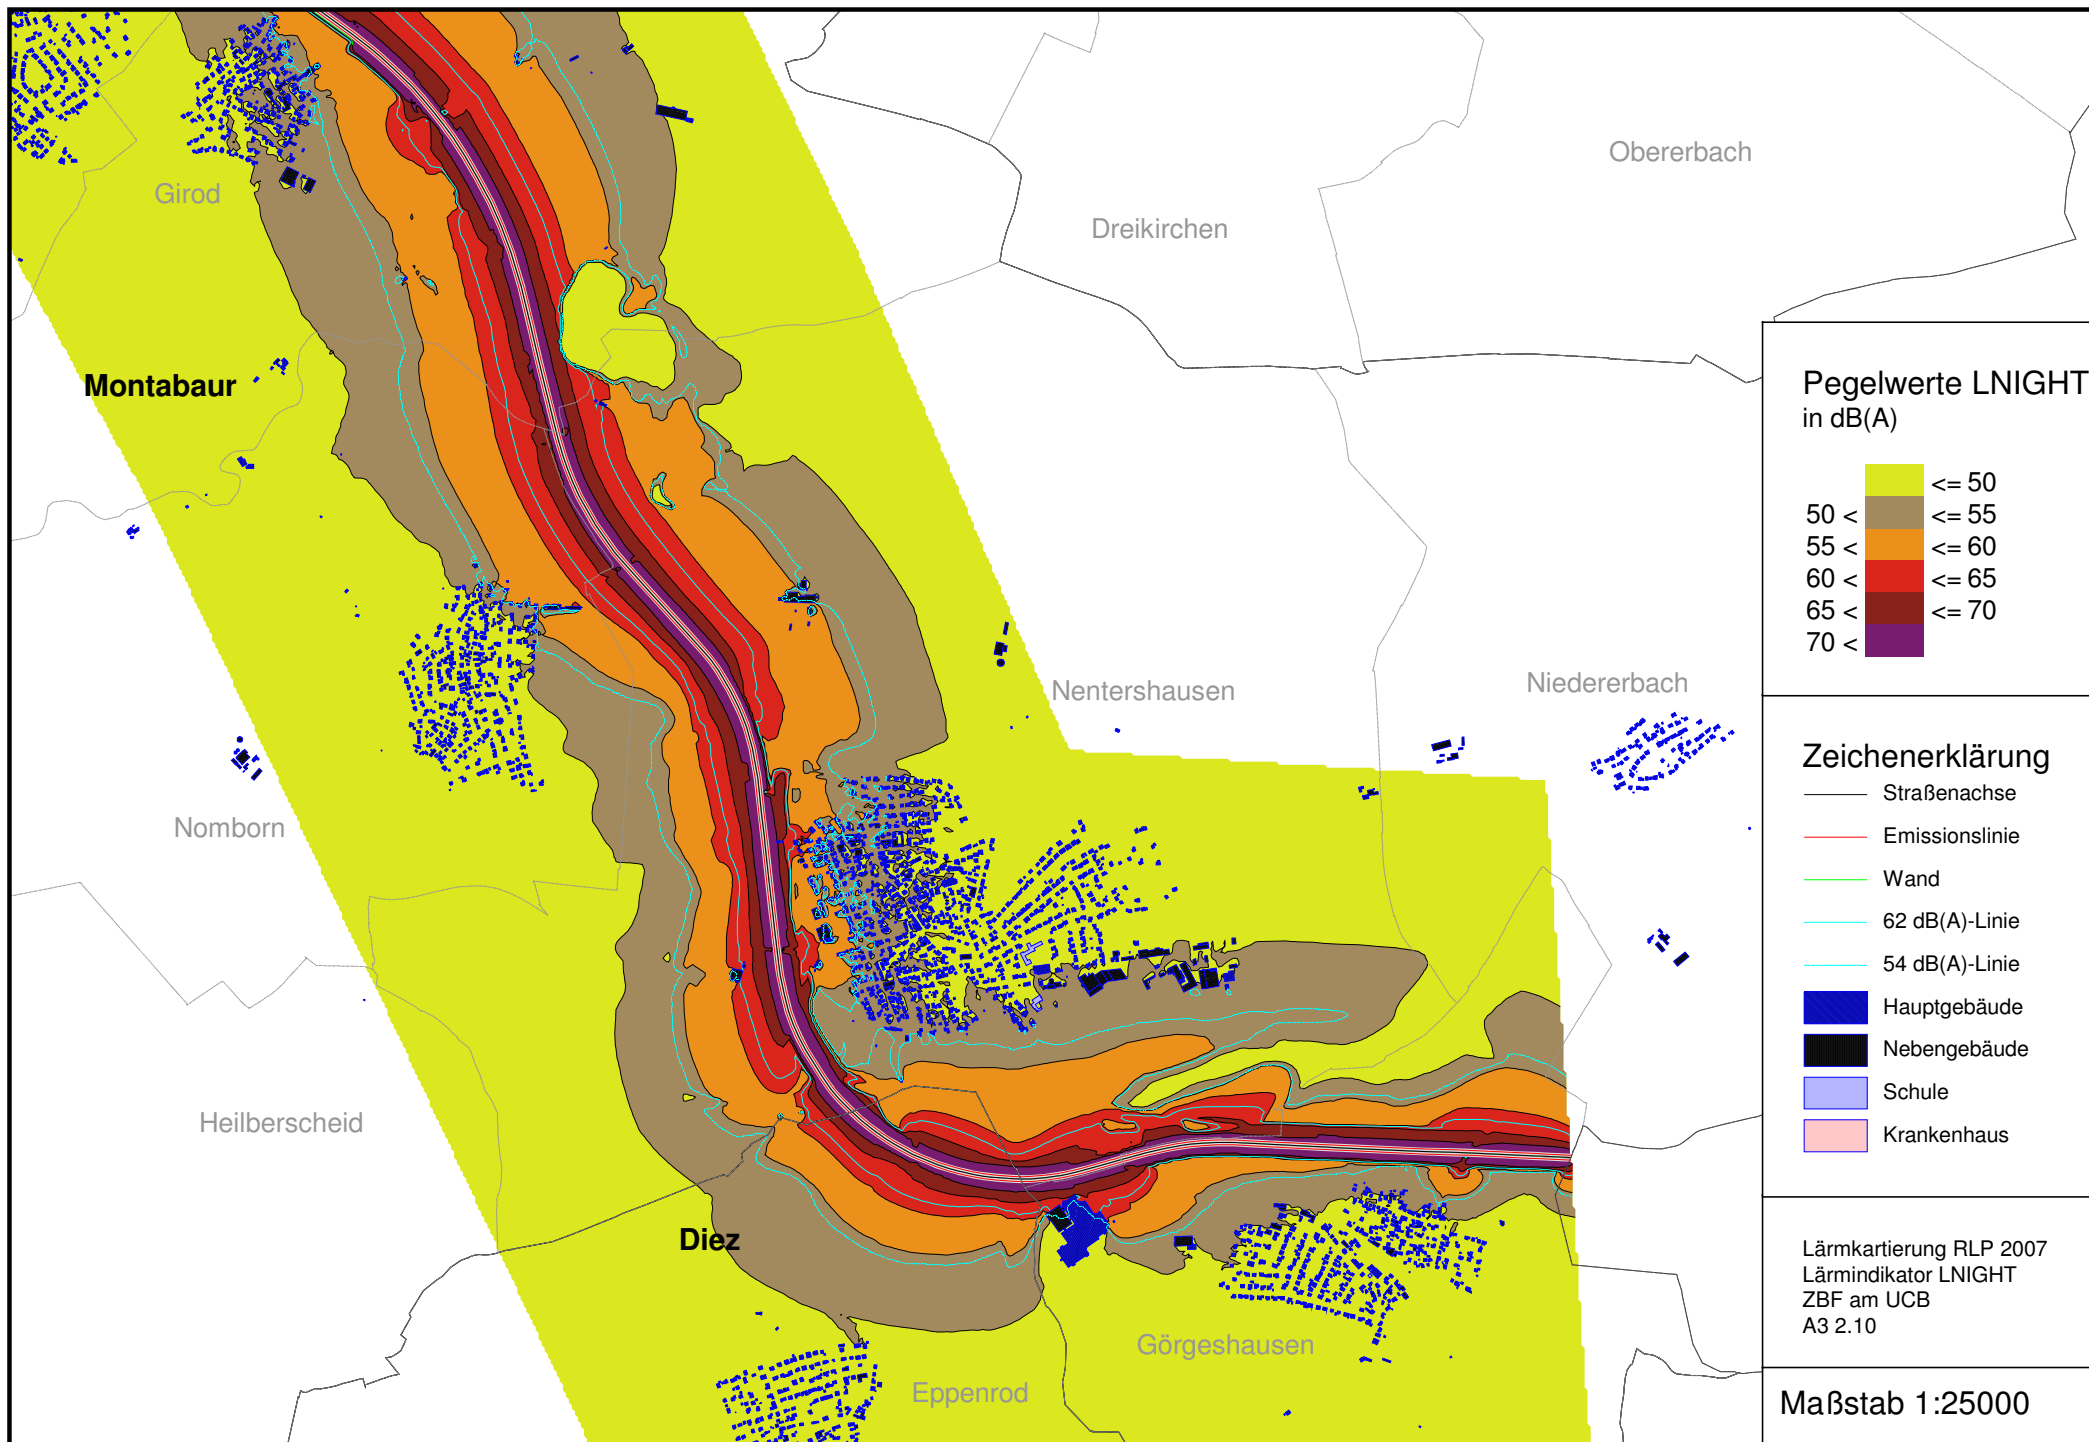 Obererbach
Girod
Dreikirchen
Montabaur
Nentershausen
Niedererbach
Nomborn
Heilberscheid
Diez
Görgeshausen
Eppenrod
Pegelwerte LNIGHT
in dB(A)
<= 50
50 < <= 55
55 < <= 60
60 < <= 65
65 < <= 70
70 <
Zeichenerklärung
Straßenachse
Emissionslinie
Wand
62 dB(A)-Linie
54 dB(A)-Linie
Hauptgebäude
Nebengebäude
Schule
Krankenhaus
Lärmkartierung RLP 2007
Lärmindikator LNIGHT
ZBF am UCB
A3 2.10
Maßstab 1:25000